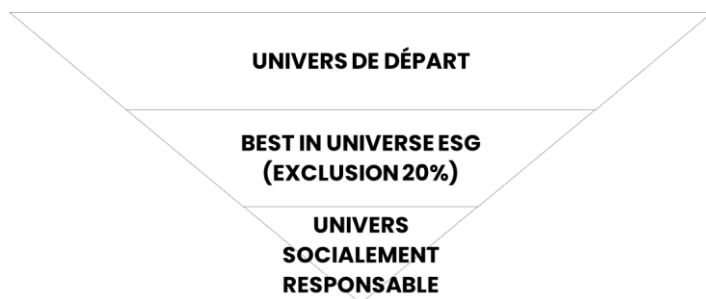 UNIVERS DE DÉPART
BEST IN UNIVERSE ESG
(EXCLUSION 20%)
UNIVERS
SOCIALEMENT
RESPONSABLE